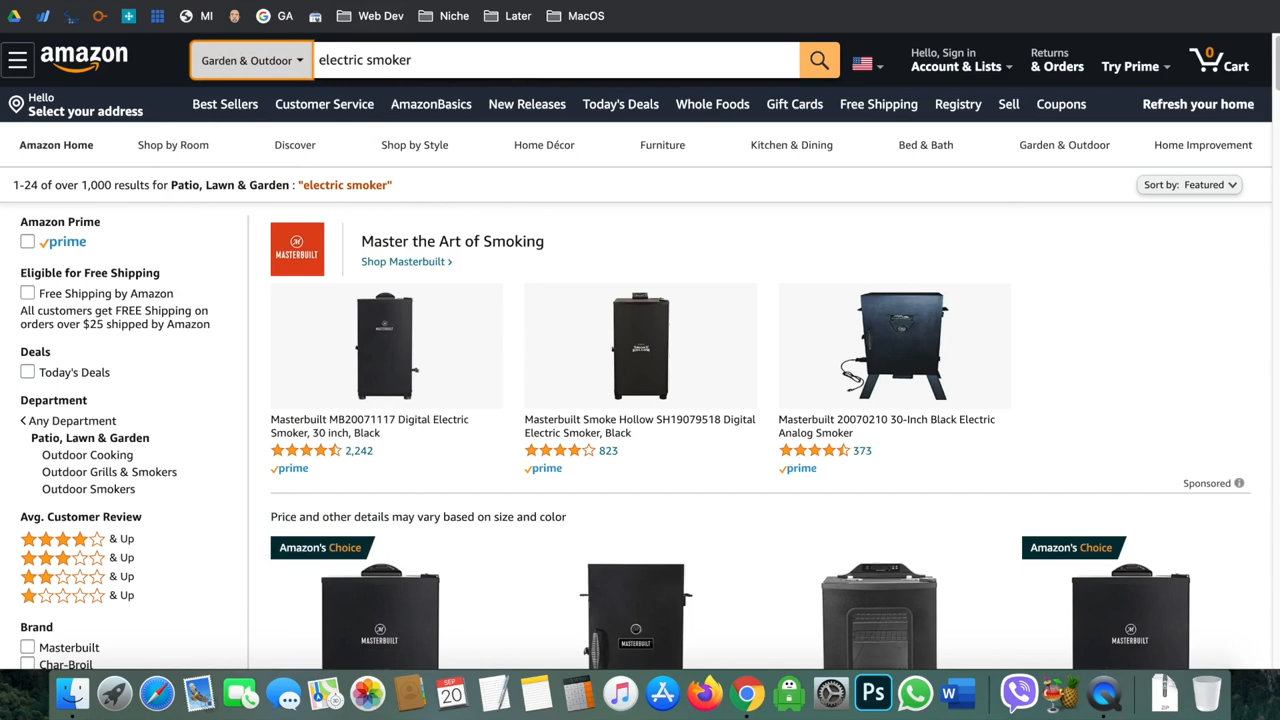 MI
GA
Web Dev
Niche
Later
MacOS
amazon
Garden & Outdoor
electric smoker
Hello, Sign in
Account & Lists
Returns
& Orders
Try Prime
0
Cart
Hello
Select your address
Best Sellers
Customer Service
AmazonBasics
New Releases
Today's Deals
Whole Foods
Gift Cards
Free Shipping
Registry
Sell
Coupons
Refresh your home
Amazon Home
Shop by Room
Discover
Shop by Style
Home Décor
Furniture
Kitchen & Dining
Bed & Bath
Garden & Outdoor
Home Improvement
1-24 of over 1,000 results for Patio, Lawn & Garden : "electric smoker"
Sort by: Featured
Amazon Prime
prime
Eligible for Free Shipping
Free Shipping by Amazon
All customers get FREE Shipping on
orders over $25 shipped by Amazon
Deals
Today's Deals
Department
Any Department
Patio, Lawn & Garden
Outdoor Cooking
Outdoor Grills & Smokers
Outdoor Smokers
Avg. Customer Review
& Up
& Up
& Up
& Up
Brand
Masterbuilt
Char-Broil
M
MASTERBUILT
Master the Art of Smoking
Shop Masterbuilt ›
MASTERBUILT
Masterbuilt MB20071117 Digital Electric
Smoker, 30 inch, Black
2,242
prime
Masterbuilt Smoke Hollow SH19079518 Digital
Electric Smoker, Black
823
prime
Masterbuilt 20070210 30-Inch Black Electric
Analog Smoker
373
prime
Sponsored
Price and other details may vary based on size and color
Amazon's Choice
MASTERBUILT
MASTERBUILT
Amazon's Choice
MASTERBUILT
SEP
20
Ps
W
ZIP